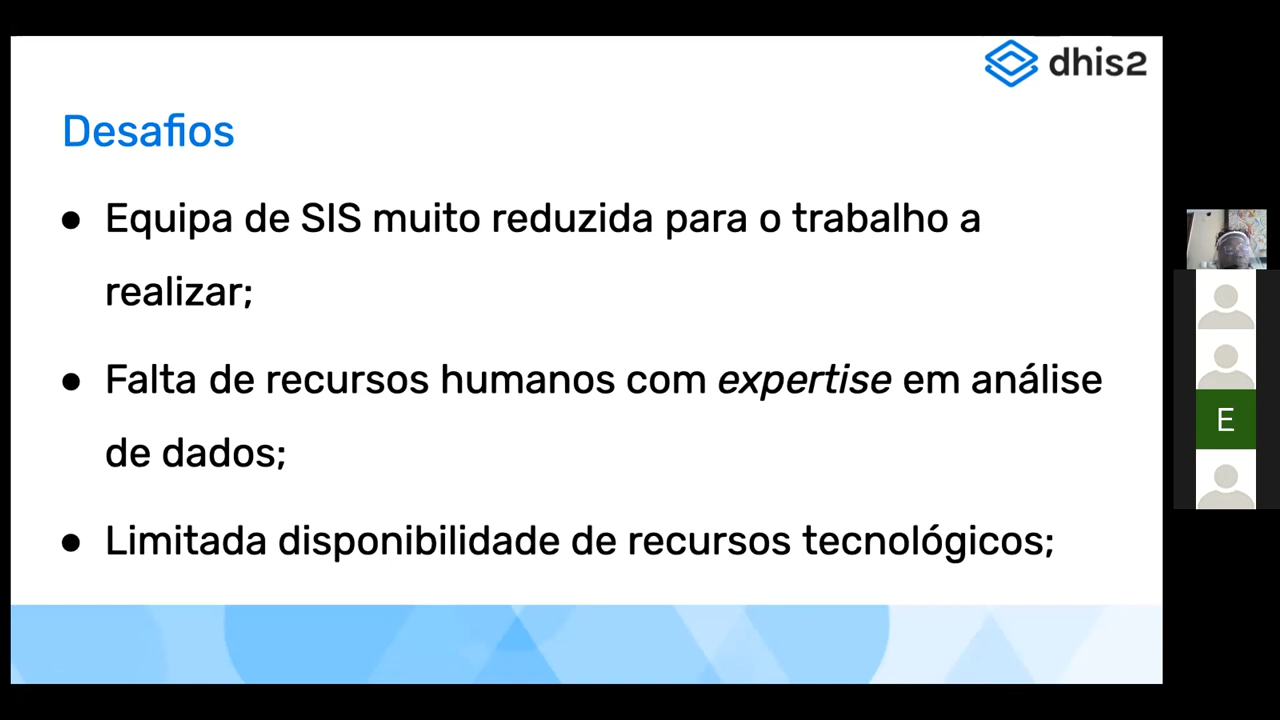 dhis2
Desafios
● Equipa de SIS muito reduzida para o trabalho a
realizar;
● Falta de recursos humanos com expertise em análise
de dados;
● Limitada disponibilidade de recursos tecnológicos;
E